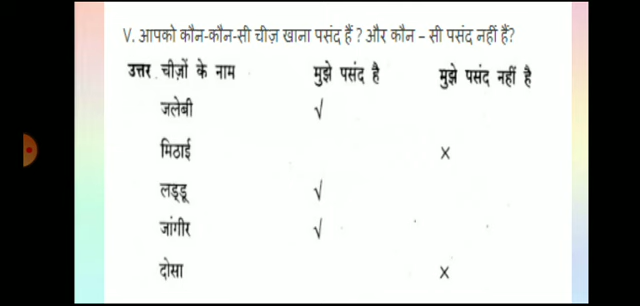 V. आपको कौन-कौन-सी चीज़ खाना पसंद हैं ? और कौन – सी पसंद नहीं हैं?
उत्तर . चीज़ों के नाम मुझे पसंद है मुझे पसंद नहीं है
जलेबी √
मिठाई x
लड्डू √
जांगीर √
दोसा x